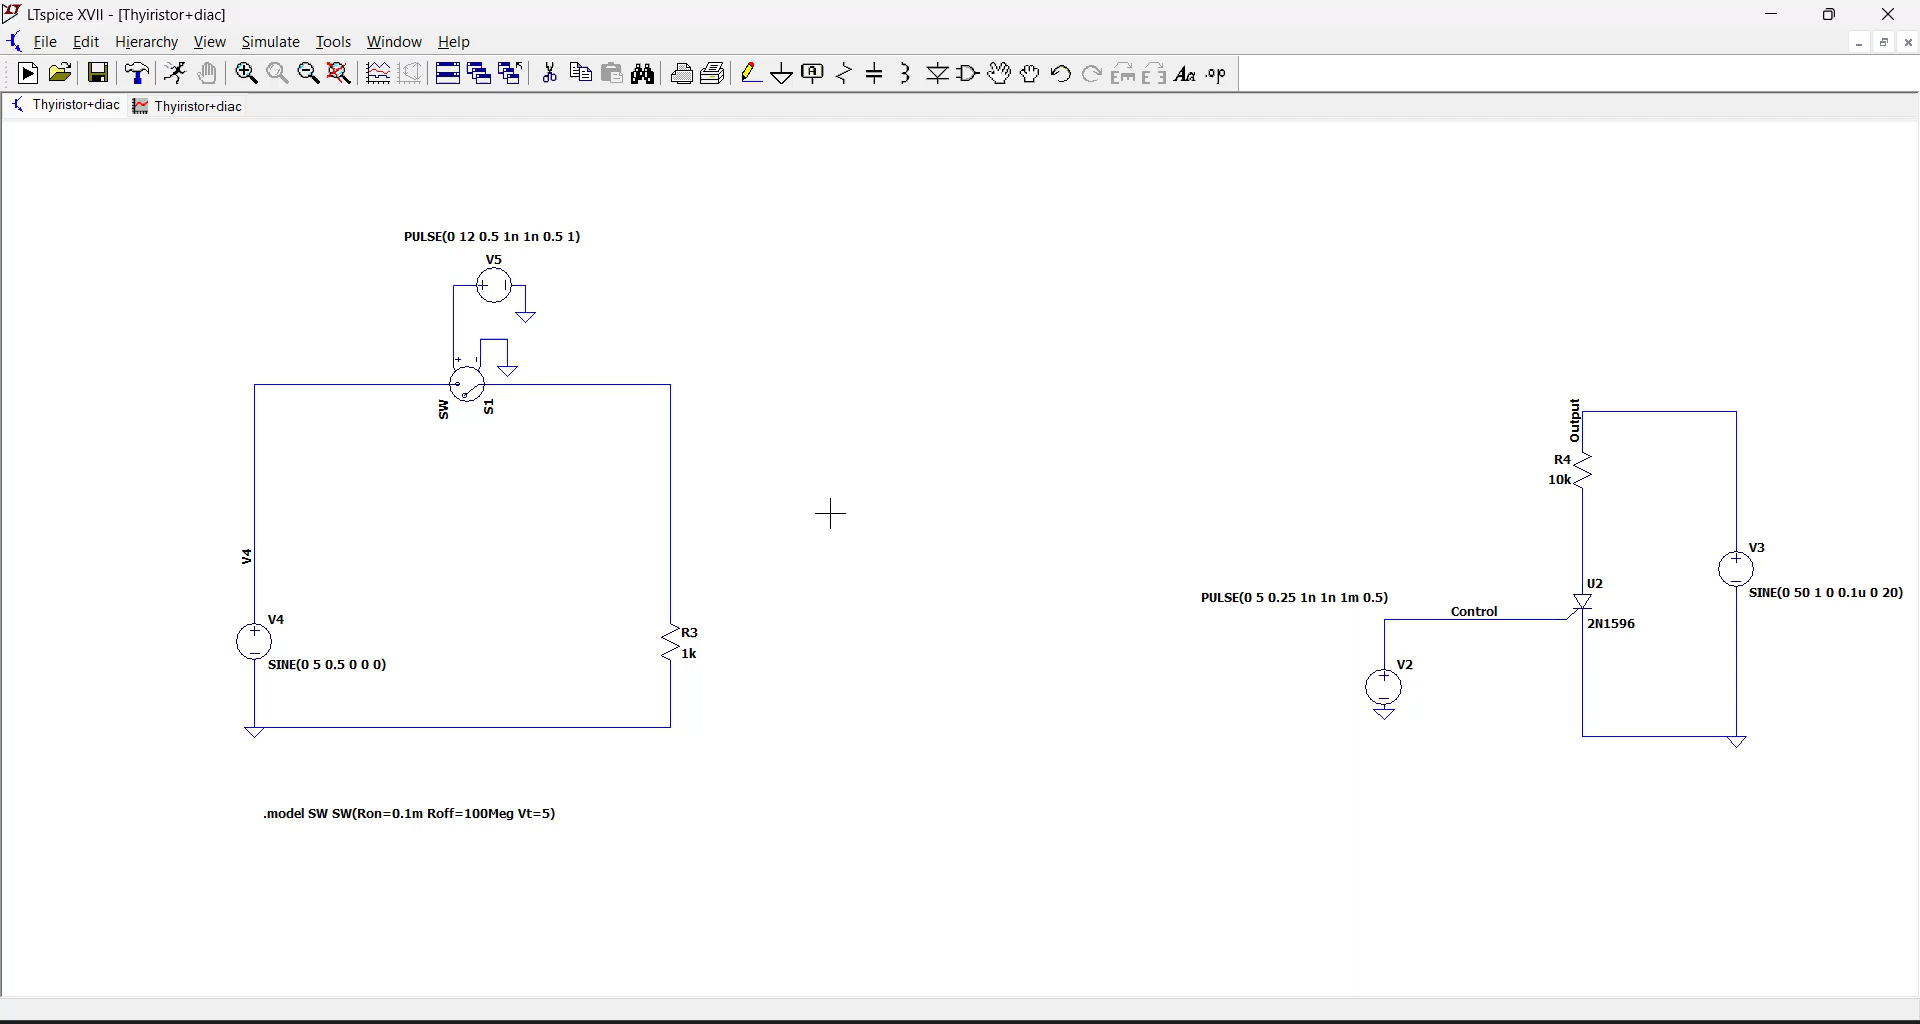 LTspice XVII - [Thyiristor+diac]
File Edit Hierarchy View Simulate Tools Window Help
Aa .op
Thyiristor+diac Thyiristor+diac
PULSE(0 12 0.5 1n 1n 0.5 1)
V5
SW
S1
V4
V4
SINE(0 5 0.5 0 0 0)
R3
1k
.model SW SW(Ron=0.1m Roff=100Meg Vt=5)
Output
R4
10k
V3
SINE(0 50 1 0 0.1u 0 20)
U2
2N1596
PULSE(0 5 0.25 1n 1n 1m 0.5)
Control
V2